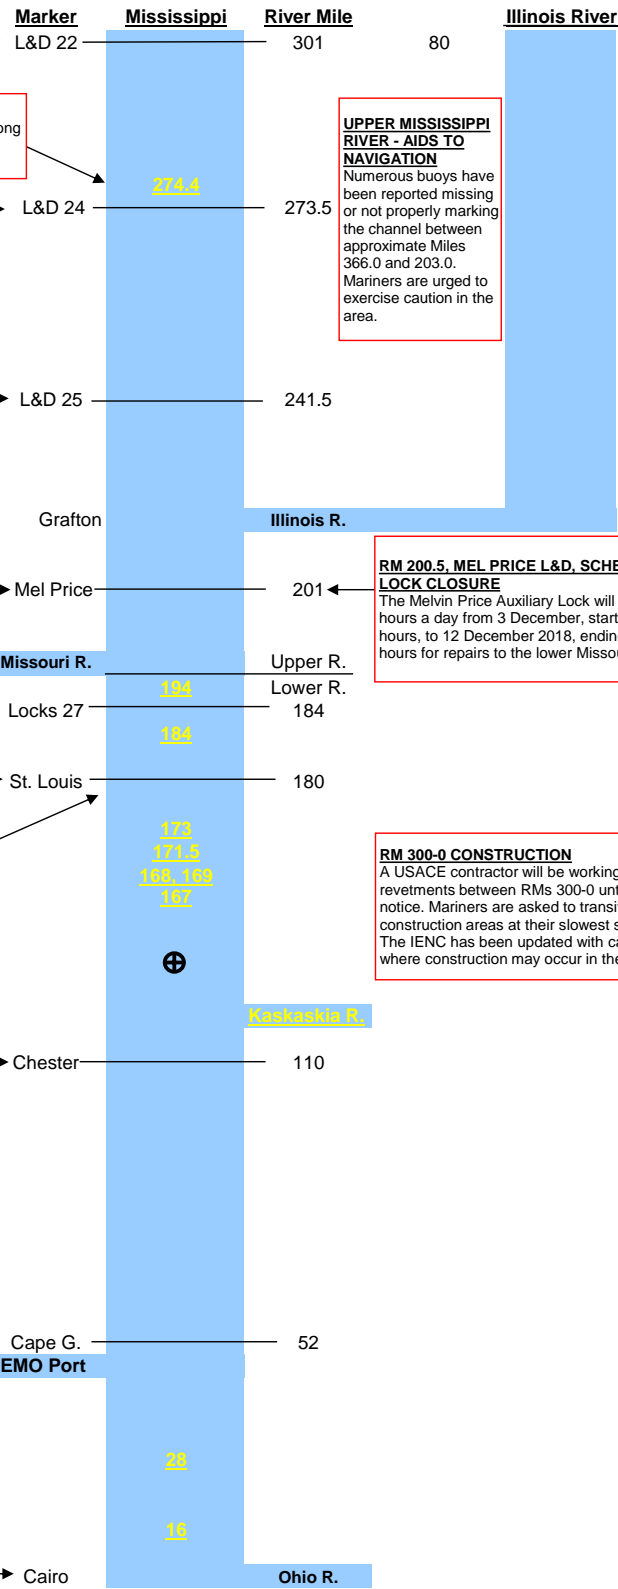 Marker Mississippi River Mile Illinois River
L&D 22 301 80
ong
UPPER MISSISSIPPI
RIVER - AIDS TO
NAVIGATION
Numerous buoys have
been reported missing
or not properly marking
the channel between
approximate Miles
366.0 and 203.0.
Mariners are urged to
exercise caution in the
area.
274.4
L&D 24 273.5
L&D 25 241.5
Grafton Illinois R.
RM 200.5, MEL PRICE L&D, SCHE
LOCK CLOSURE
The Melvin Price Auxiliary Lock will
hours a day from 3 December, start
hours, to 12 December 2018, ending
hours for repairs to the lower Missou
Mel Price 201
Missouri R. Upper R.
194 Lower R.
Locks 27 184
184
St. Louis 180
173
171.5
168, 169
167
RM 300-0 CONSTRUCTION
A USACE contractor will be working
revetments between RMs 300-0 unt
notice. Mariners are asked to transi
construction areas at their slowest s
The IENC has been updated with ca
where construction may occur in the
Kaskaskia R.
Chester 110
Cape G. 52
EMO Port
28
16
Cairo Ohio R.